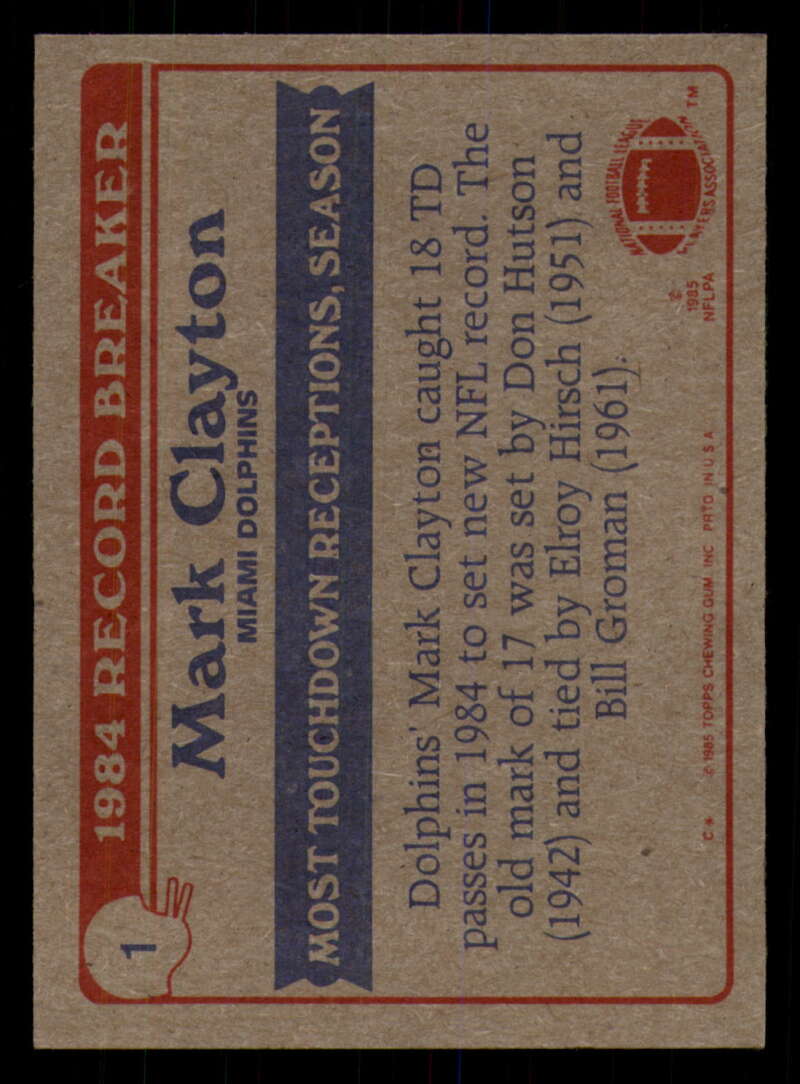 1
1984 RECORD BREAKER
Mark Clayton
MIAMI DOLPHINS
MOST TOUCHDOWN RECEPTIONS, SEASON
Dolphins' Mark Clayton caught 18 TD
passes in 1984 to set new NFL record. The
old mark of 17 was set by Don Hutson
(1942) and tied by Elroy Hirsch (1951) and
Bill Groman (1961).
NATIONAL FOOTBALL LEAGUE
PLAYERS ASSOCIATION
TM
©
1985
NFLPA
C* © 1985 TOPPS CHEWING GUM, INC. PRTD. IN U.S.A.